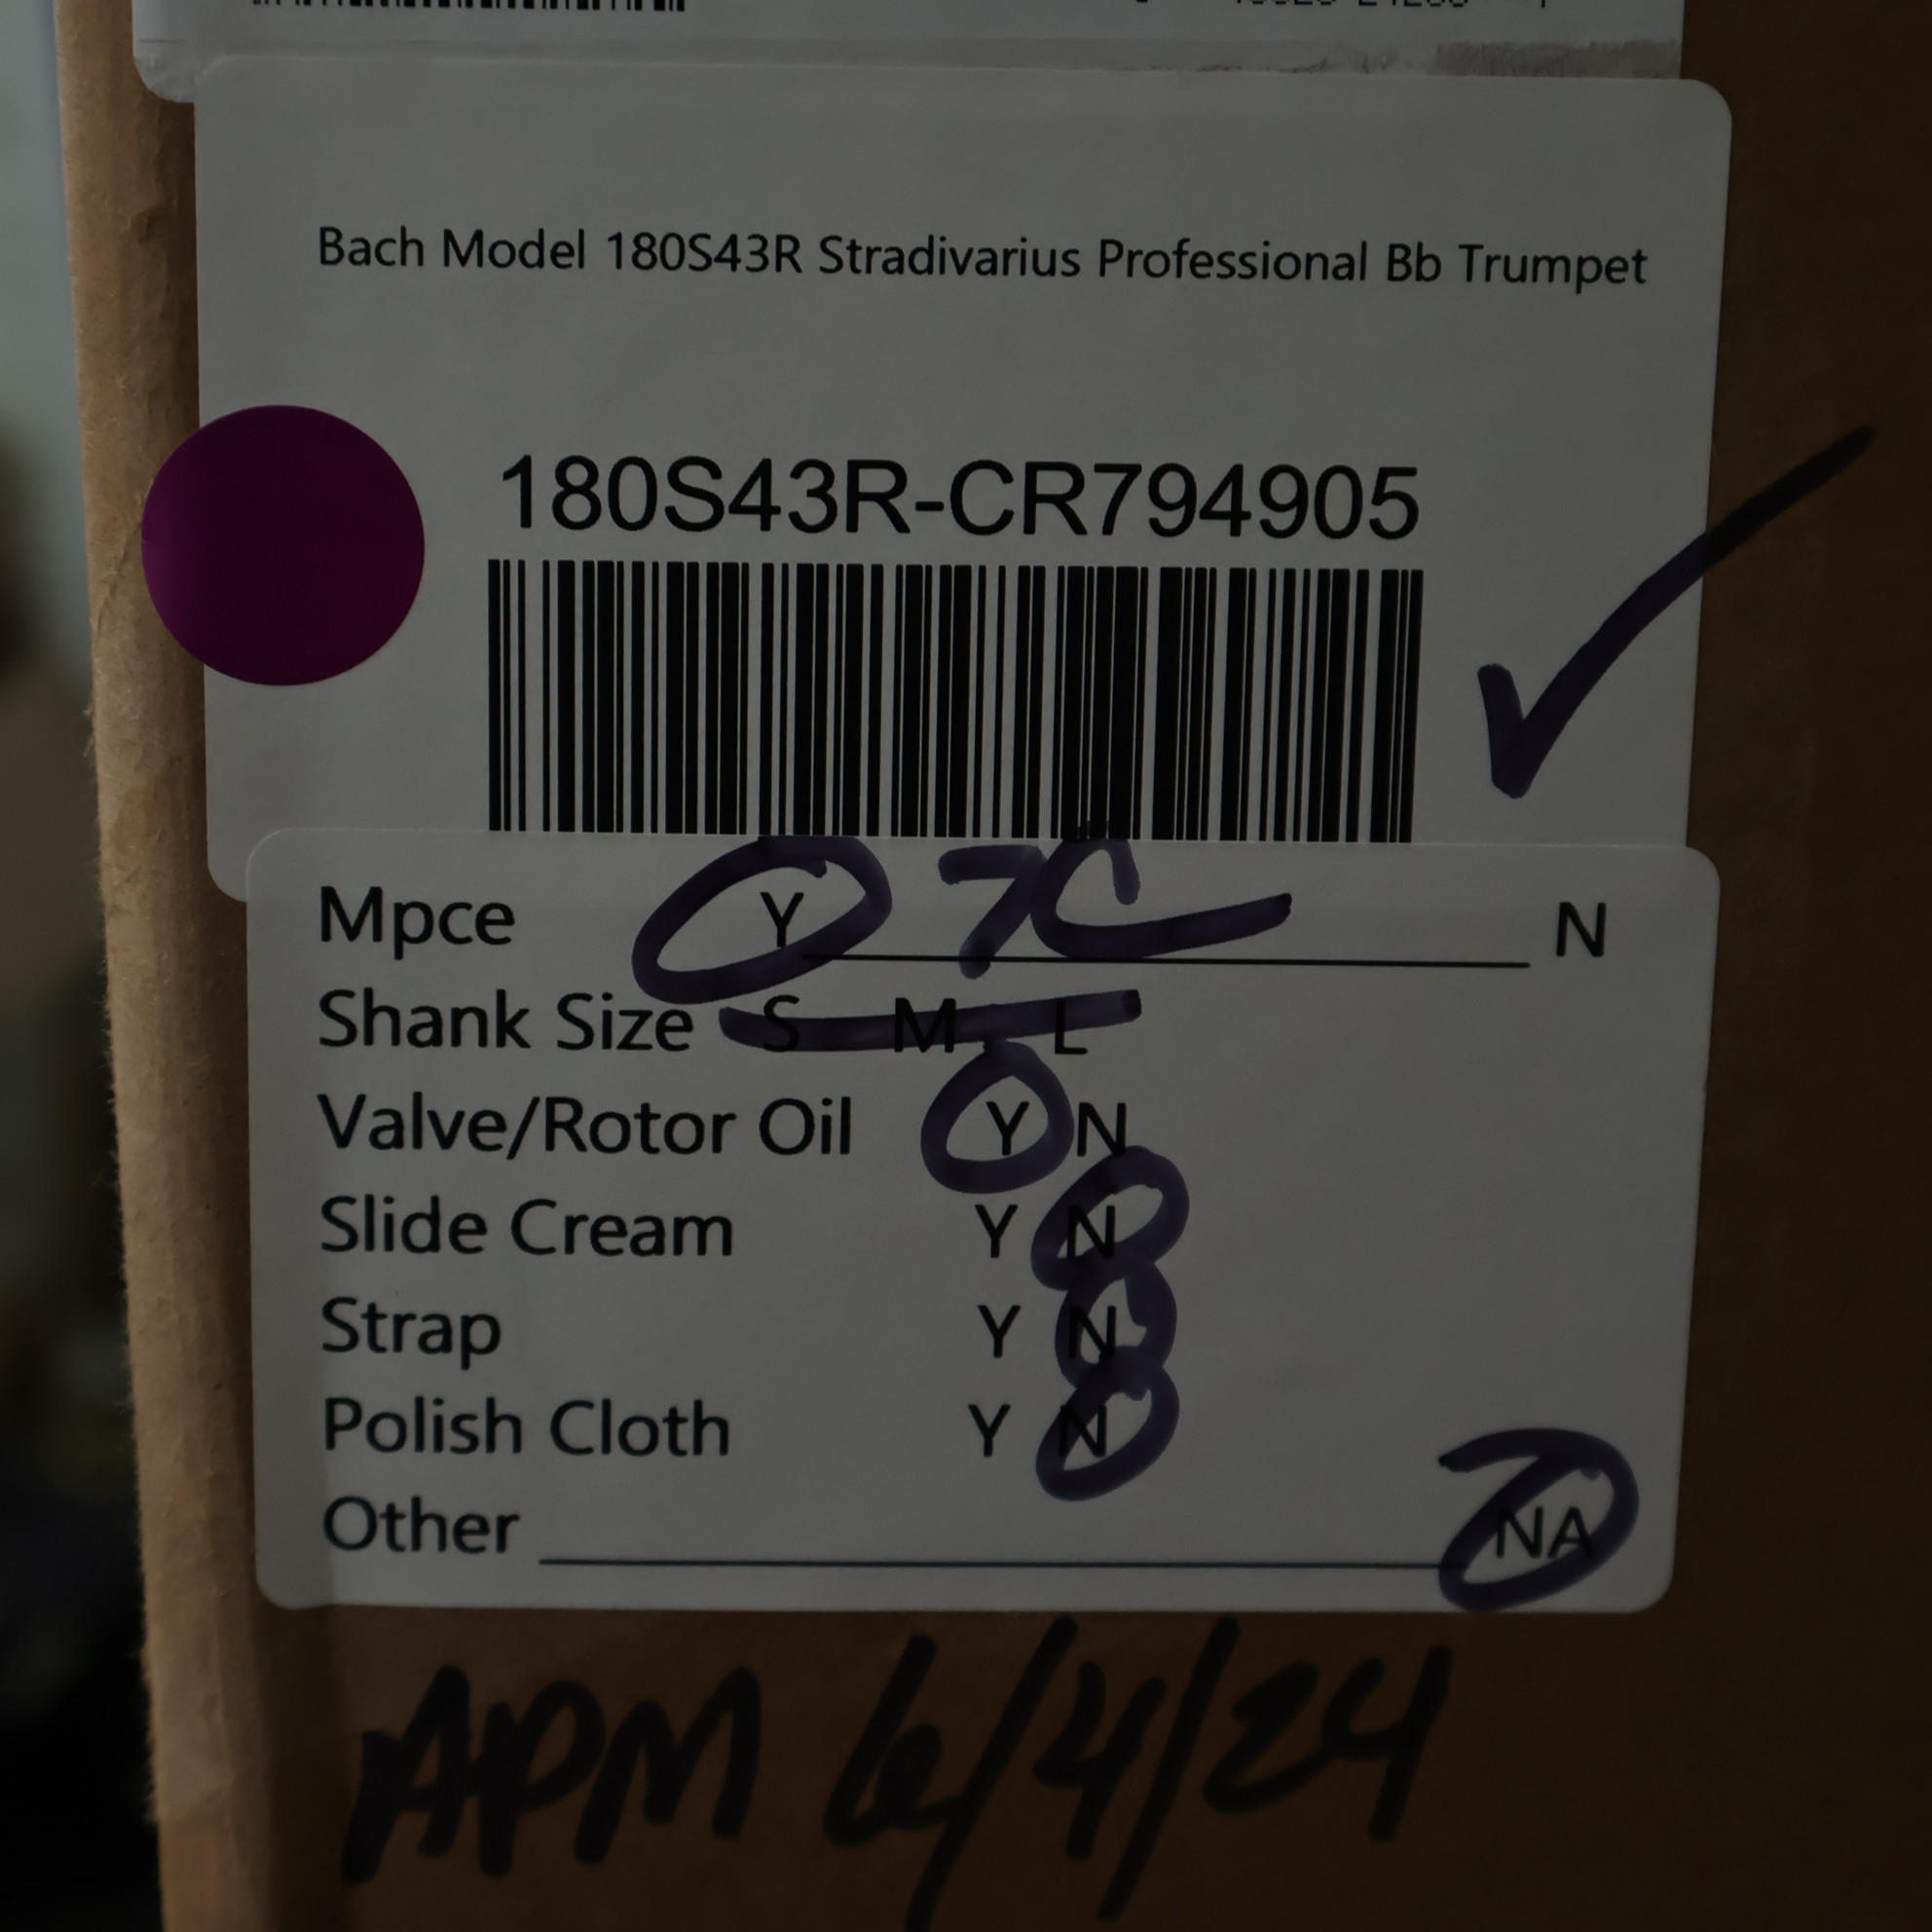 Bach Model 180S43R Stradivarius Professional Bb Trumpet
180S43R-CR794905
Mpce Y 7C N
Shank Size S M L
Valve/Rotor Oil Y N
Slide Cream Y N
Strap Y N
Polish Cloth Y N
Other NA
APM 6/4/24